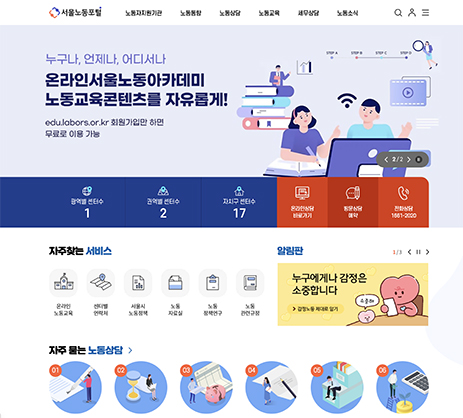 서울노동포털
노동자지원기관
노동동향
노동상담
노동교육
세무상담
노동소식
누구나, 언제나, 어디서나
온라인서울노동아카데미
노동교육콘텐츠를 자유롭게!
edu.labors.or.kr 회원가입만 하면
무료로 이용 가능
STEP A
STEP B
STEP C
STEP D
2/2
광역별 센터수
1
권역별 센터수
2
자치구 센터수
17
온라인상담
바로가기
방문상담
예약
전화상담
1661-2020
자주찾는 서비스
온라인
노동교육
센터별
연락처
서울시
노동정책
노동
자료실
노동
정책연구
노동
관련규정
알림판
1/3
누구에게나 감정은
소중합니다
감정노동 제대로 알기
소중해
자주 묻는 노동상담
01
02
03
04
05
06